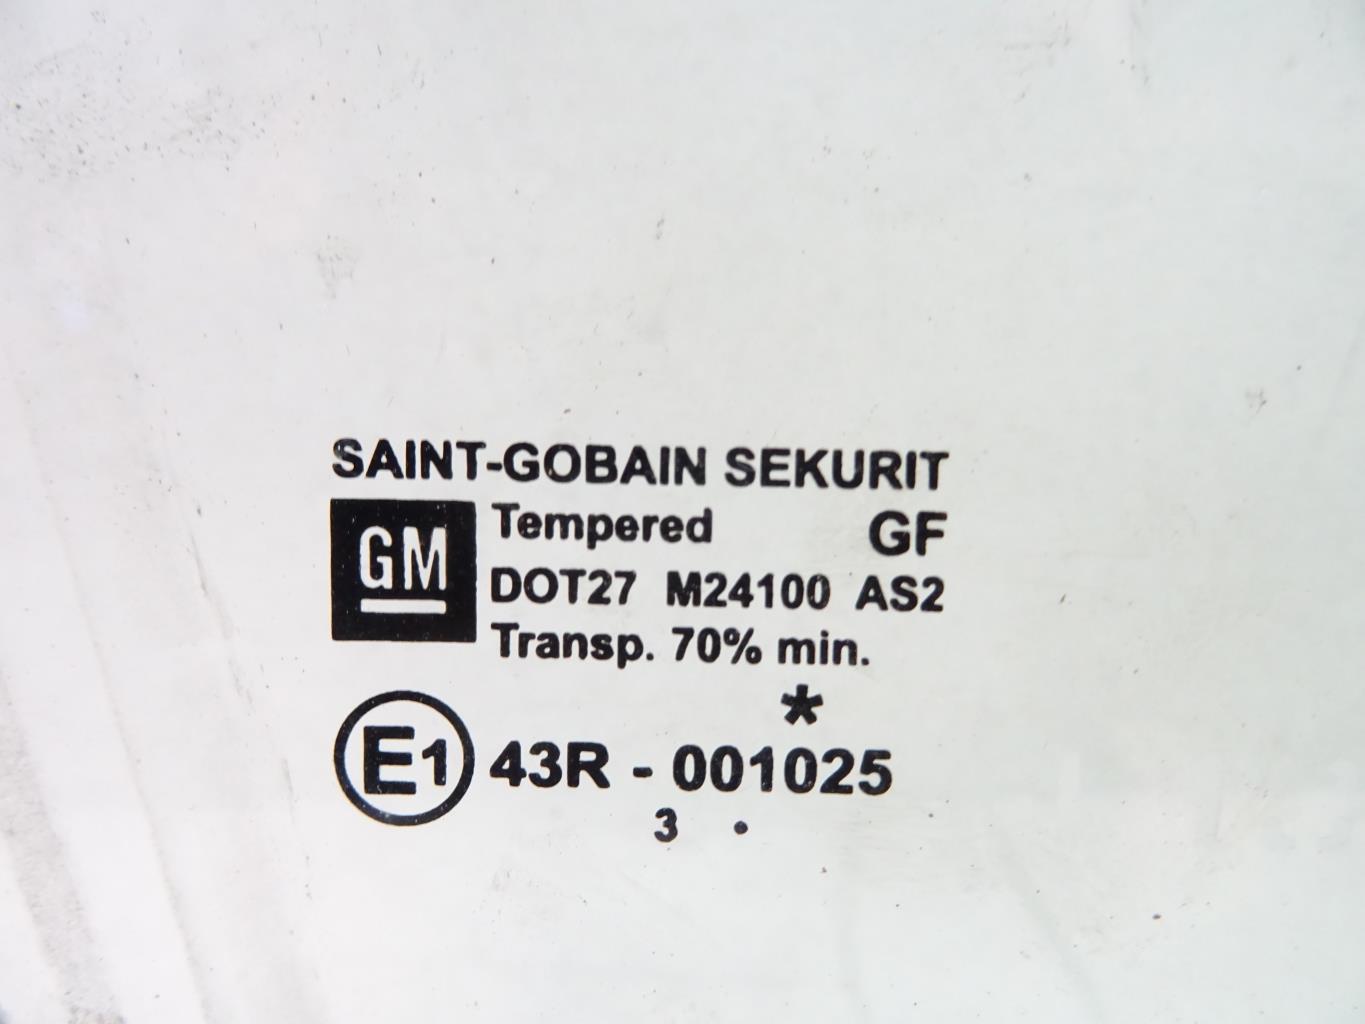 SAINT-GOBAIN SEKURIT
GM
Tempered GF
DOT27 M24100 AS2
Transp. 70% min.
*
E1 43R - 001025
3 .